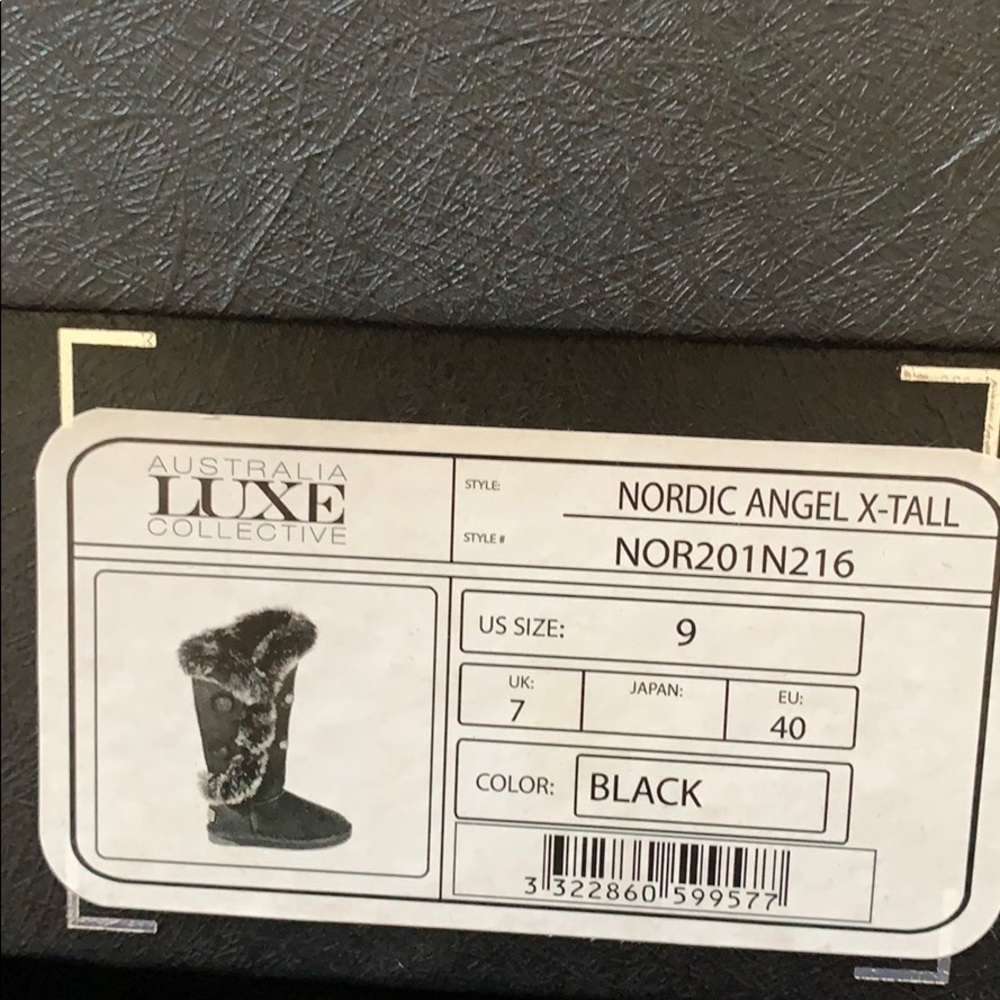 AUSTRALIA
LUXE
COLLECTIVE
STYLE:
NORDIC ANGEL X-TALL
STYLE #
NOR201N216
US SIZE: 9
UK: JAPAN: EU:
7 40
COLOR: BLACK
3 322860 599577